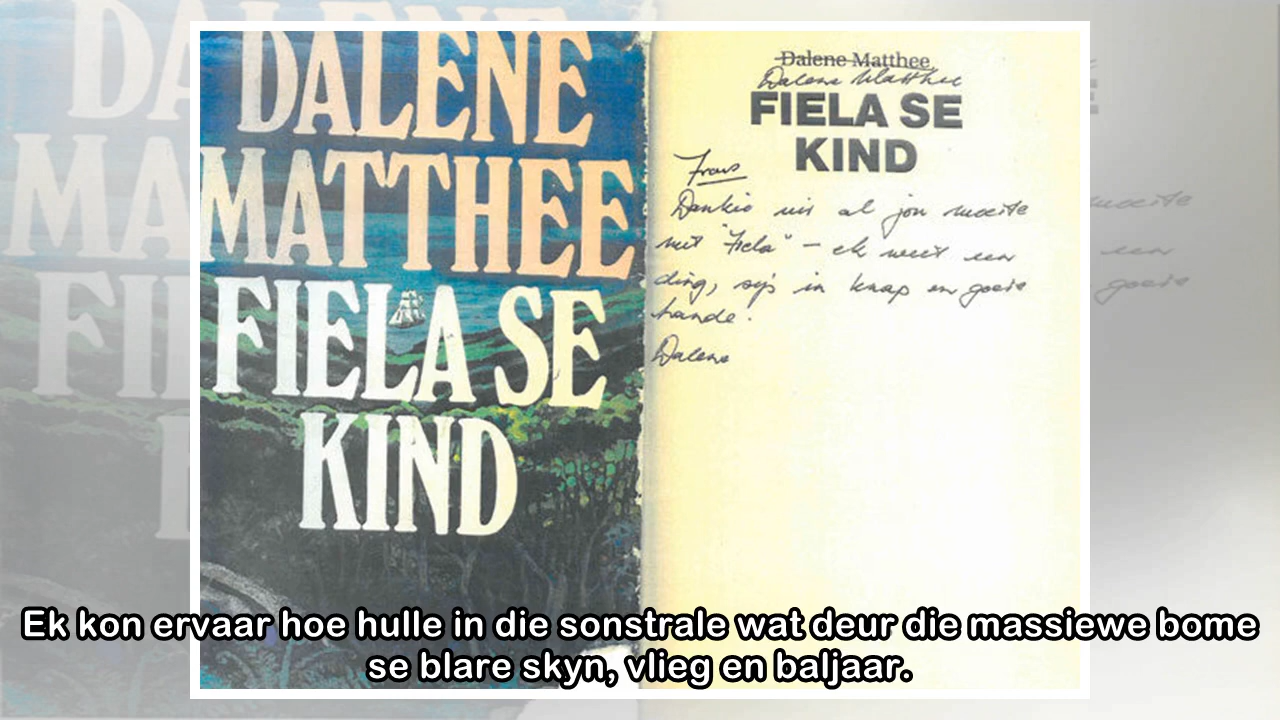 DALENE
MATTHEE
FIELA SE
KIND
Dalene Matthee
Dalene Matthee
FIELA SE
KIND
Frans
Dankie vir al jou moeite
met "Fiela" – ek weet een
ding, sy's in knap en goeie
hande.
Dalene
Ek kon ervaar hoe hulle in die sonstrale wat deur die massiewe bome
se blare skyn, vlieg en baljaar.